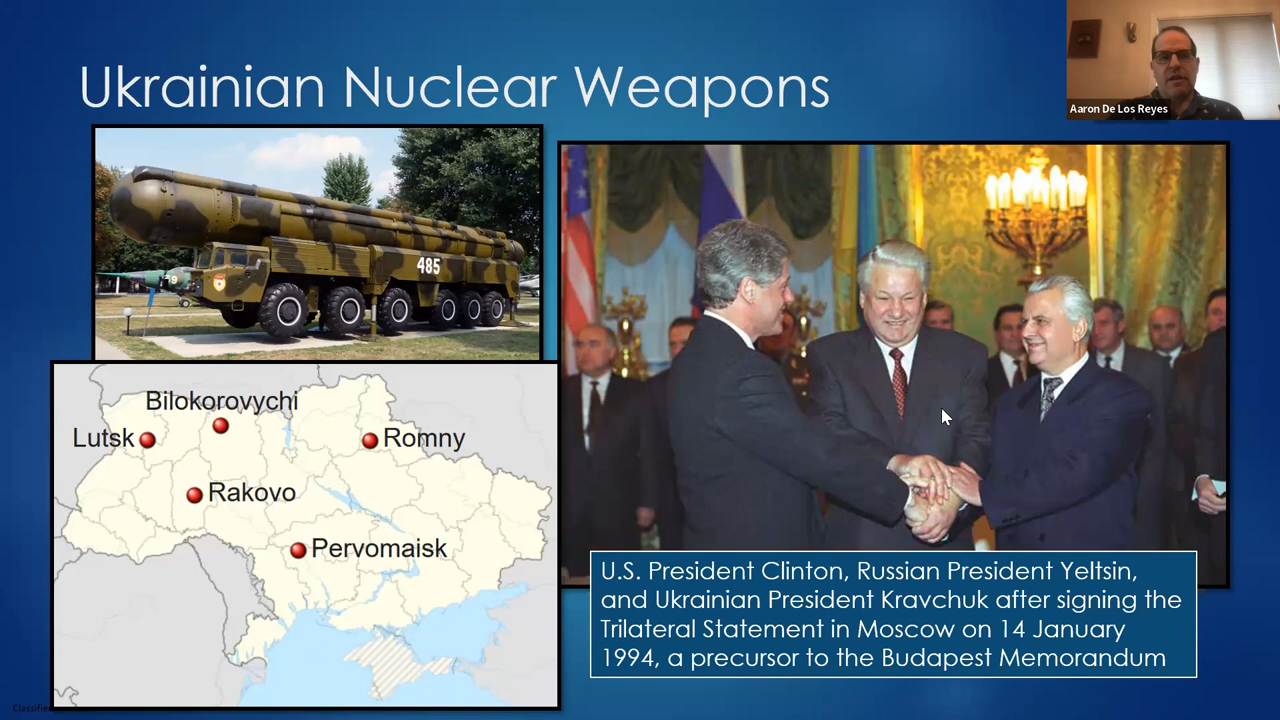 Ukrainian Nuclear Weapons
Aaron De Los Reyes
485
Bilokorovychi
Lutsk
Romny
Rakovo
Pervomaisk
U.S. President Clinton, Russian President Yeltsin,
and Ukrainian President Kravchuk after signing the
Trilateral Statement in Moscow on 14 January
1994, a precursor to the Budapest Memorandum